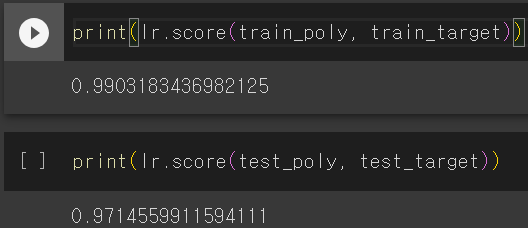 print(lr.score(train_poly, train_target))
0.9903183436982125
[ ] print(lr.score(test_poly, test_target))
0.9714559911594111